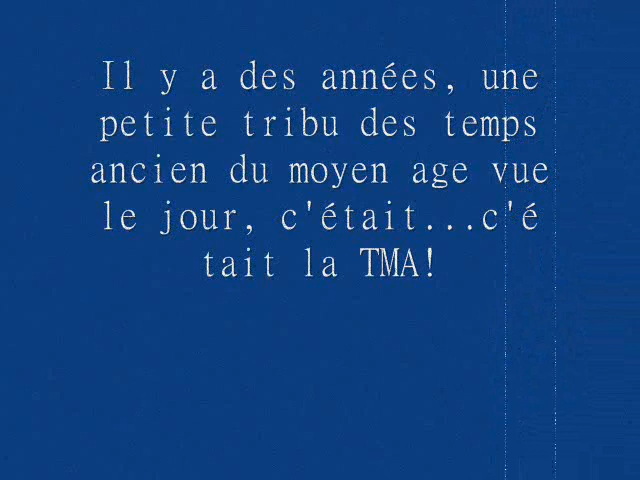 Il y a des années, une
petite tribu des temps
ancien du moyen age vue
le jour, c'était...c'é
tait la TMA!